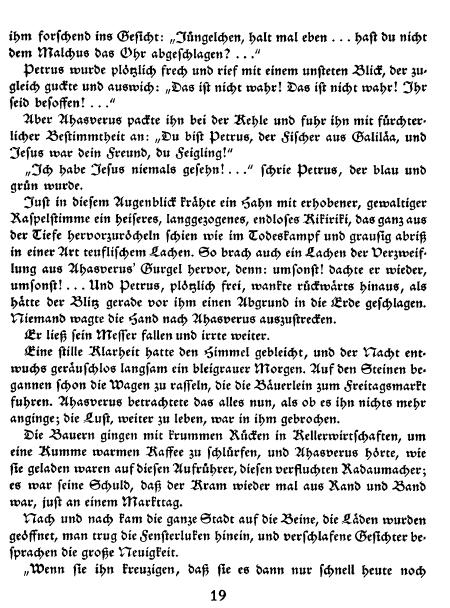 ihm forschend ins Gesicht: „Jüngelchen, halt mal eben . . . hast du nicht
dem Malchus das Ohr abgeschlagen? . . .“
Petrus wurde plötzlich frech und rief mit einem unsteten Blick, der zu-
gleich guckte und auswich: „Das ist nicht wahr! Das ist nicht wahr! Ihr
seid besoffen! . . .“
Aber Ahasverus packte ihn bei der Kehle und fuhr ihn mit fürchter-
licher Bestimmtheit an: „Du bist Petrus, der Fischer aus Galiläa, und
Jesus war dein Freund, du Feigling!“
„Ich habe Jesus niemals gesehn! . . .“ schrie Petrus, der blau und
grün wurde.
Just in diesem Augenblick krähte ein Hahn mit erhobener, gewaltiger
Raspelstimme ein heiseres, langgezogenes, endloses Kikiriki, das ganz aus
der Tiefe hervorzuröcheln schien wie im Todeskampf und grausig abriß
in einer Art teuflischem Lachen. So brach auch ein Lachen der Verzweif-
lung aus Ahasverus' Gurgel hervor, denn: umsonst! dachte er wieder,
umsonst! . . . Und Petrus, plötzlich frei, wankte rückwärts hinaus, als
hätte der Blitz gerade vor ihm einen Abgrund in die Erde geschlagen.
Niemand wagte die Hand nach Ahasverus auszustrecken.
Er ließ sein Messer fallen und irrte weiter.
Eine stille Klarheit hatte den Himmel gebleicht, und der Nacht ent-
wuchs geräuschlos langsam ein bleigrauer Morgen. Auf den Steinen be-
gannen schon die Wagen zu rasseln, die die Bäuerlein zum Freitagsmarkt
fuhren. Ahasverus betrachtete das alles nun, als ob es ihn nichts mehr
anginge; die Lust, weiter zu leben, war in ihm gebrochen.
Die Bauern gingen mit krummen Rücken in Kellerwirtschaften, um
eine Kumme warmen Kaffee zu schlürfen, und Ahasverus hörte, wie
sie geladen waren auf diesen Aufrührer, diesen verfluchten Radaumacher;
es war seine Schuld, daß der Kram wieder mal aus Rand und Band
war, just an einem Markttag.
Nach und nach kam die ganze Stadt auf die Beine, die Läden wurden
geöffnet, man trug die Fensterluken hinein, und verschlafene Gesichter be-
sprachen die große Neuigkeit.
„Wenn sie ihn kreuzigen, daß sie es dann nur schnell heute noch
19